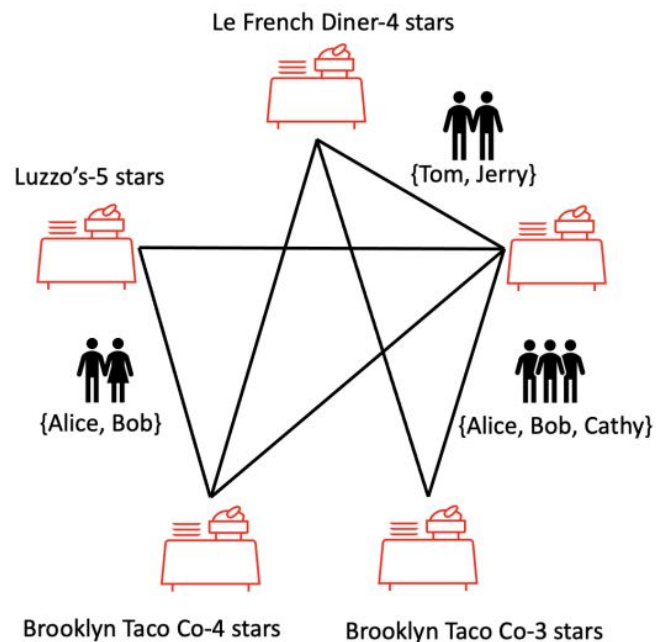 Le French Diner-4 stars
{Tom, Jerry}
Luzzo’s-5 stars
{Alice, Bob}
{Alice, Bob, Cathy}
Brooklyn Taco Co-4 stars
Brooklyn Taco Co-3 stars